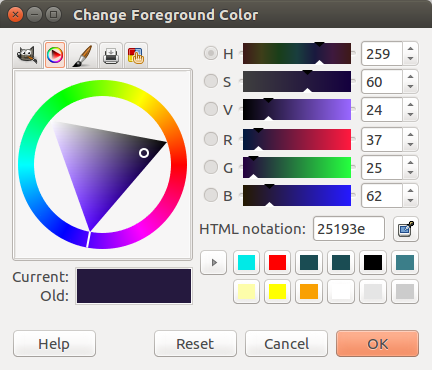 Change Foreground Color
H 259
S 60
V 24
R 37
G 25
B 62
HTML notation: 25193e
Current:
Old:
Help Reset Cancel OK